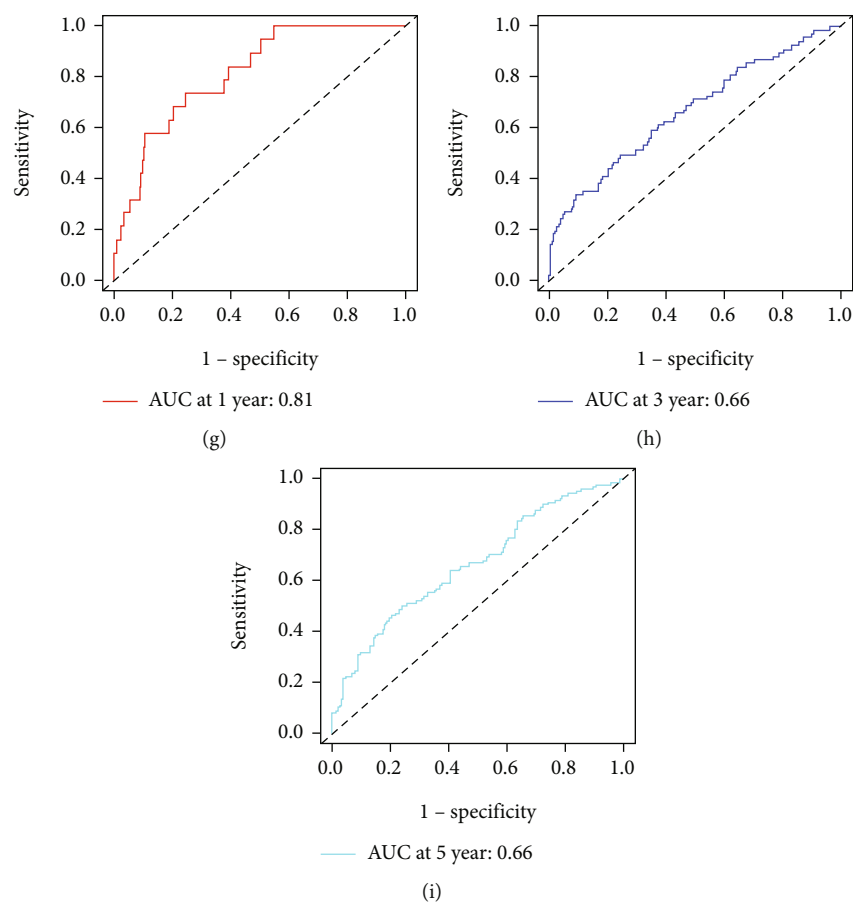 1.0
0.8
0.6
0.4
0.2
0.0
Sensitivity
0.0 0.2 0.4 0.6 0.8 1.0
1 – specificity
AUC at 1 year: 0.81
(g)
1.0
0.8
0.6
0.4
0.2
0.0
Sensitivity
0.0 0.2 0.4 0.6 0.8 1.0
1 – specificity
AUC at 3 year: 0.66
(h)
1.0
0.8
0.6
0.4
0.2
0.0
Sensitivity
0.0 0.2 0.4 0.6 0.8 1.0
1 – specificity
AUC at 5 year: 0.66
(i)